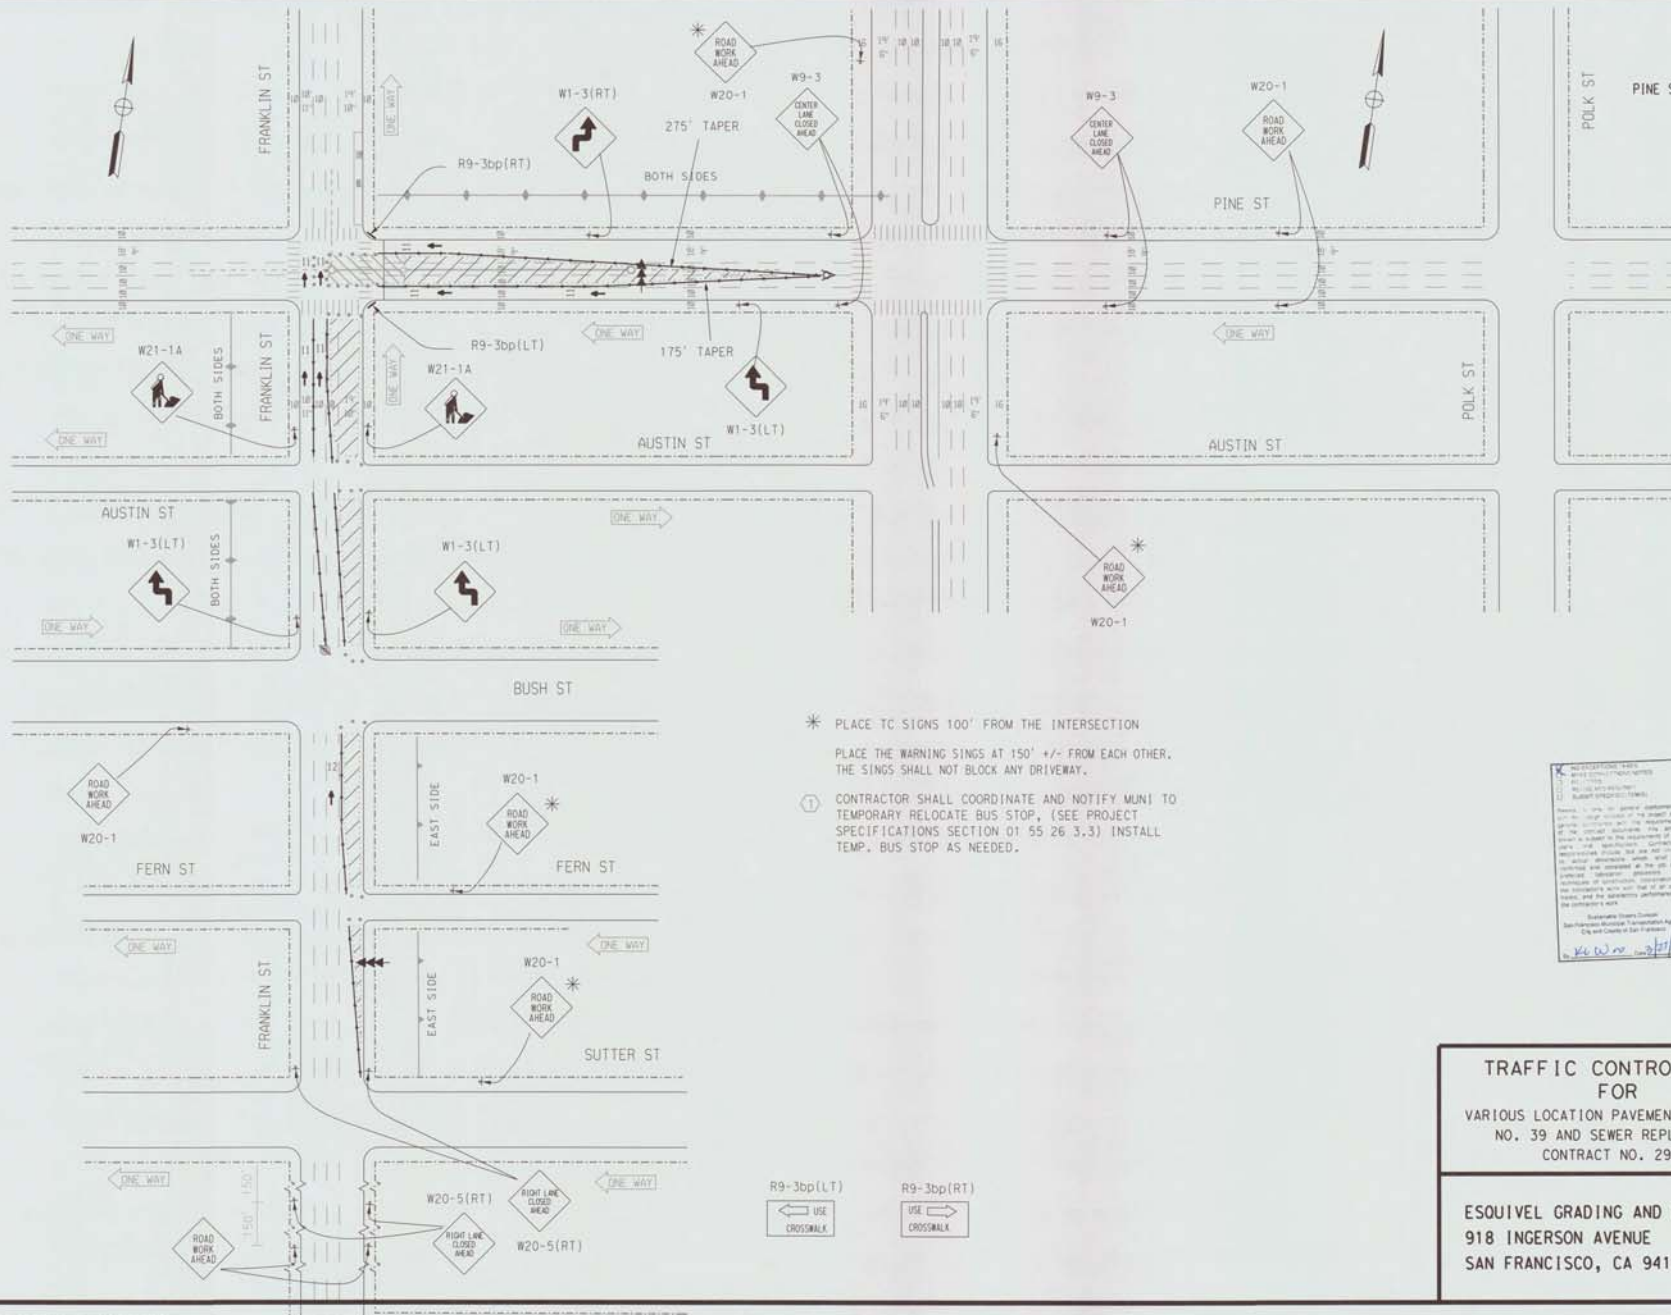 FRANKLIN ST
ONE WAY
W1-3(RT)
275' TAPER
ROAD
WORK
AHEAD
W20-1
W9-3
CENTER
LANE
CLOSED
AHEAD
R9-3bp(RT)
BOTH SIDES
W9-3
CENTER
LANE
CLOSED
AHEAD
W20-1
ROAD
WORK
AHEAD
PINE ST
POLK ST
PINE
ONE WAY
W21-1A
BOTH SIDES
FRANKLIN ST
ONE WAY
R9-3bp(LT)
W21-1A
ONE WAY
ONE WAY
175' TAPER
W1-3(LT)
AUSTIN ST
ONE WAY
AUSTIN ST
POLK ST
AUSTIN ST
W1-3(LT)
BOTH SIDES
ONE WAY
W1-3(LT)
ONE WAY
ONE WAY
ROAD
WORK
AHEAD
W20-1
BUSH ST
ROAD
WORK
AHEAD
W20-1
12
EAST SIDE
W20-1
ROAD
WORK
AHEAD
FERN ST
FERN ST
ONE WAY
FRANKLIN ST
EAST SIDE
W20-1
ROAD
WORK
AHEAD
ONE WAY
SUTTER ST
ONE WAY
150'
150'
ROAD
WORK
AHEAD
W20-5(RT)
RIGHT LANE
CLOSED
AHEAD
RIGHT LANE
CLOSED
AHEAD
W20-5(RT)
ONE WAY
* PLACE TC SIGNS 100' FROM THE INTERSECTION
PLACE THE WARNING SINGS AT 150' +/- FROM EACH OTHER.
THE SINGS SHALL NOT BLOCK ANY DRIVEWAY.
1 CONTRACTOR SHALL COORDINATE AND NOTIFY MUNI TO
TEMPORARY RELOCATE BUS STOP, (SEE PROJECT
SPECIFICATIONS SECTION 01 55 26 3.3) INSTALL
TEMP. BUS STOP AS NEEDED.
R9-3bp(LT)
USE
CROSSWALK
R9-3bp(RT)
USE
CROSSWALK
TRAFFIC CONTRO
FOR
VARIOUS LOCATION PAVEMEN
NO. 39 AND SEWER REPL
CONTRACT NO. 29
ESQUIVEL GRADING AND
918 INGERSON AVENUE
SAN FRANCISCO, CA 941